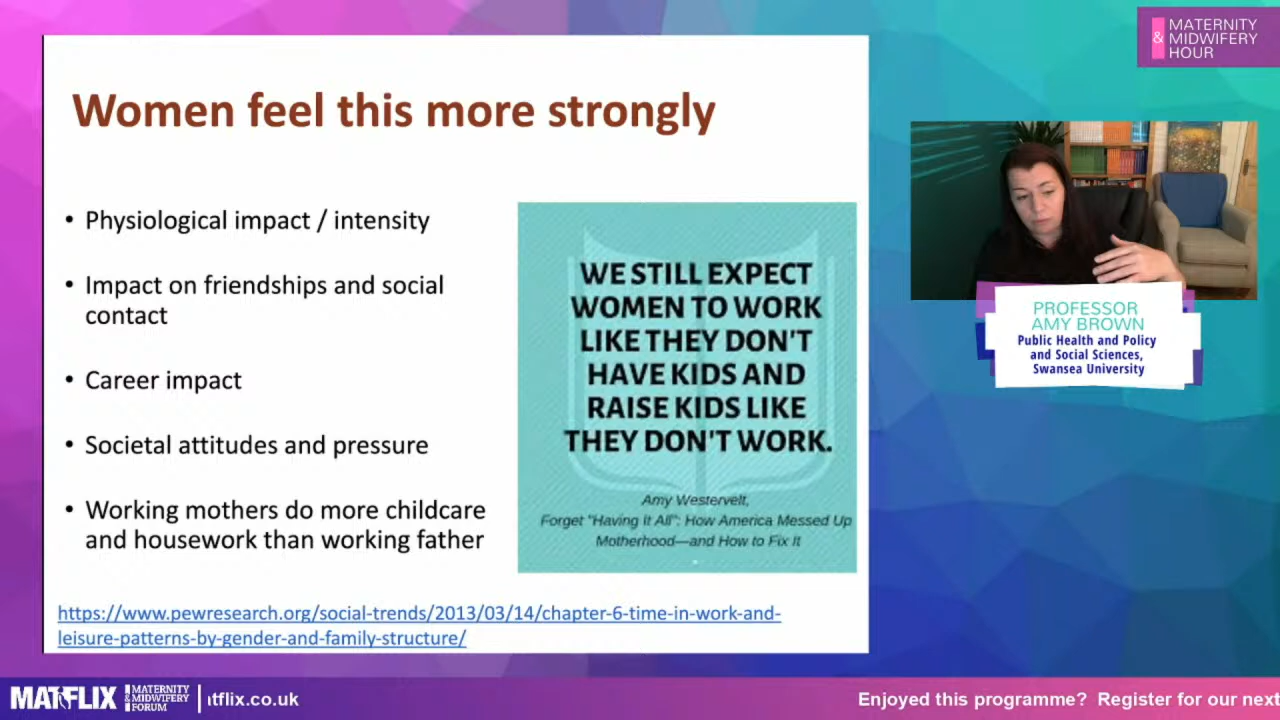 MATERNITY
& MIDWIFERY
HOUR
Women feel this more strongly
• Physiological impact / intensity
• Impact on friendships and social
contact
• Career impact
• Societal attitudes and pressure
• Working mothers do more childcare
and housework than working father
WE STILL EXPECT
WOMEN TO WORK
LIKE THEY DON'T
HAVE KIDS AND
RAISE KIDS LIKE
THEY DON'T WORK.
Amy Westervelt,
Forget "Having It All": How America Messed Up
Motherhood—and How to Fix It
https://www.pewresearch.org/social-trends/2013/03/14/chapter-6-time-in-work-and-
leisure-patterns-by-gender-and-family-structure/
PROFESSOR
AMY BROWN
Public Health and Policy
and Social Sciences,
Swansea University
MATFLIX
MATERNITY
& MIDWIFERY
FORUM
tflix.co.uk
Enjoyed this programme? Register for our next